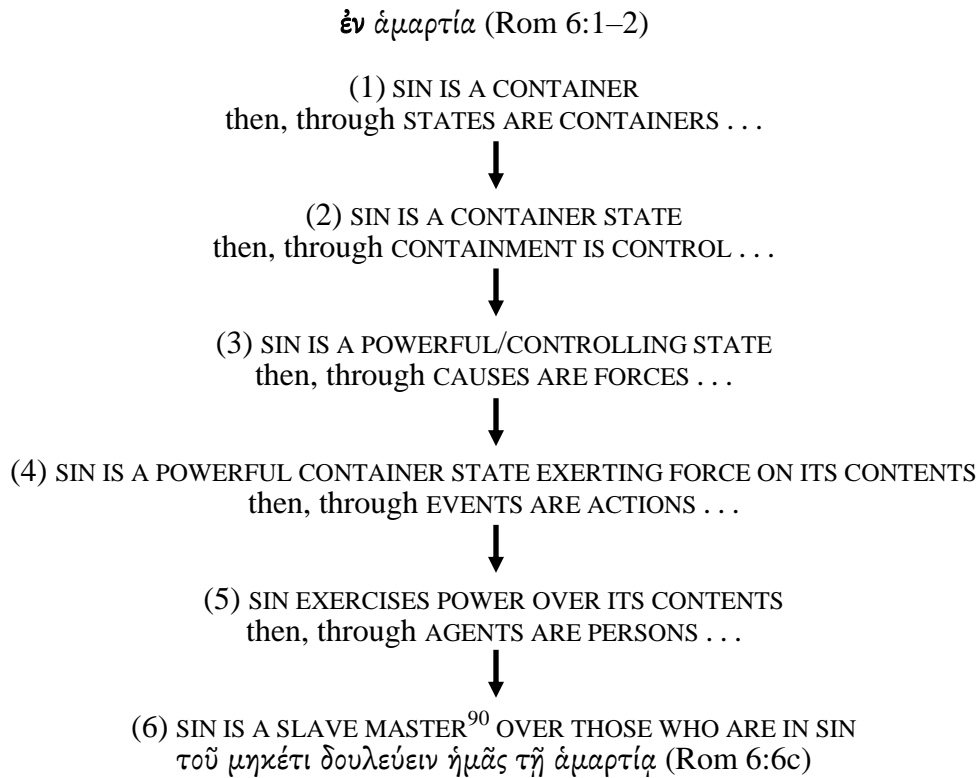 ἐν ἁμαρτία (Rom 6:1–2)
(1) SIN IS A CONTAINER
then, through STATES ARE CONTAINERS . . .
(2) SIN IS A CONTAINER STATE
then, through CONTAINMENT IS CONTROL . . .
(3) SIN IS A POWERFUL/CONTROLLING STATE
then, through CAUSES ARE FORCES . . .
(4) SIN IS A POWERFUL CONTAINER STATE EXERTING FORCE ON ITS CONTENTS
then, through EVENTS ARE ACTIONS . . .
(5) SIN EXERCISES POWER OVER ITS CONTENTS
then, through AGENTS ARE PERSONS . . .
(6) SIN IS A SLAVE MASTER90 OVER THOSE WHO ARE IN SIN
τοῦ μηκέτι δουλεύειν ἡμᾶς τῇ ἁμαρτίᾳ (Rom 6:6c)